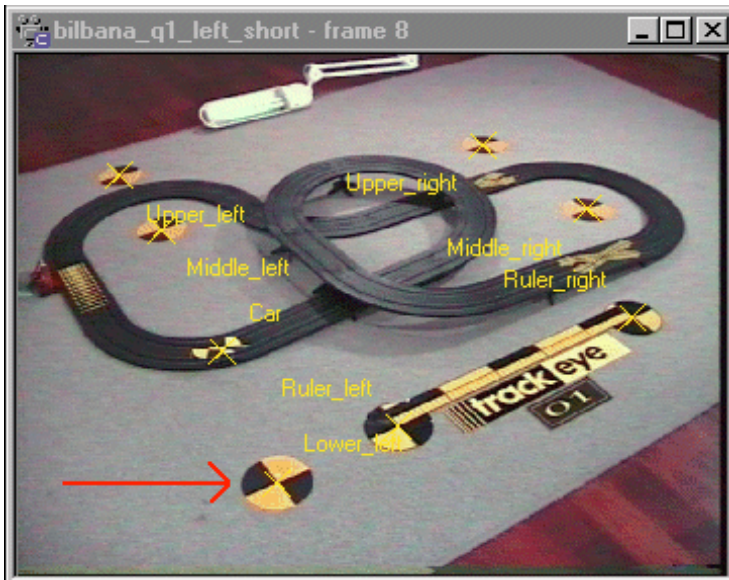 bilbana_q1_left_short - frame 8
Upper_right
Upper_left
Middle_right
Middle_left
Ruler_right
Car
Ruler_left
track eye
01
Lower_left